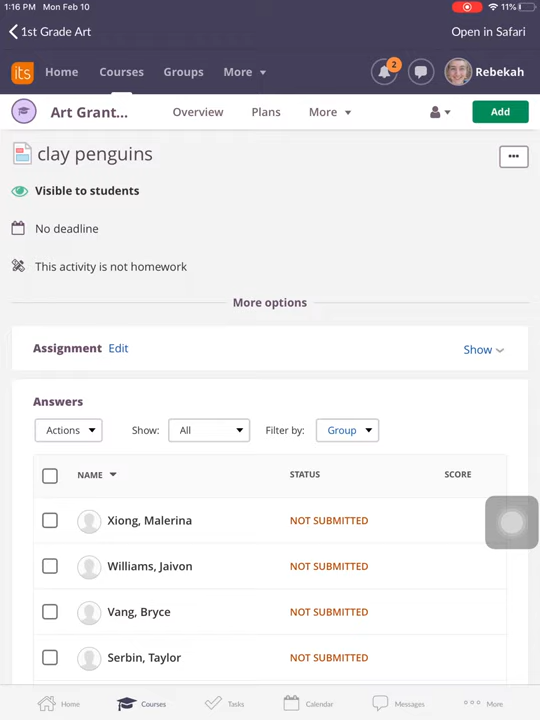 1:16 PM Mon Feb 10 11%
1st Grade Art Open in Safari
its Home Courses Groups More 2 Rebekah
Art Grant... Overview Plans More Add
clay penguins ...
Visible to students
No deadline
This activity is not homework
More options
Assignment Edit Show
Answers
Actions Show: All Filter by: Group
NAME STATUS SCORE
Xiong, Malerina NOT SUBMITTED
Williams, Jaivon NOT SUBMITTED
Vang, Bryce NOT SUBMITTED
Serbin, Taylor NOT SUBMITTED
Home Courses Tasks Calendar Messages More